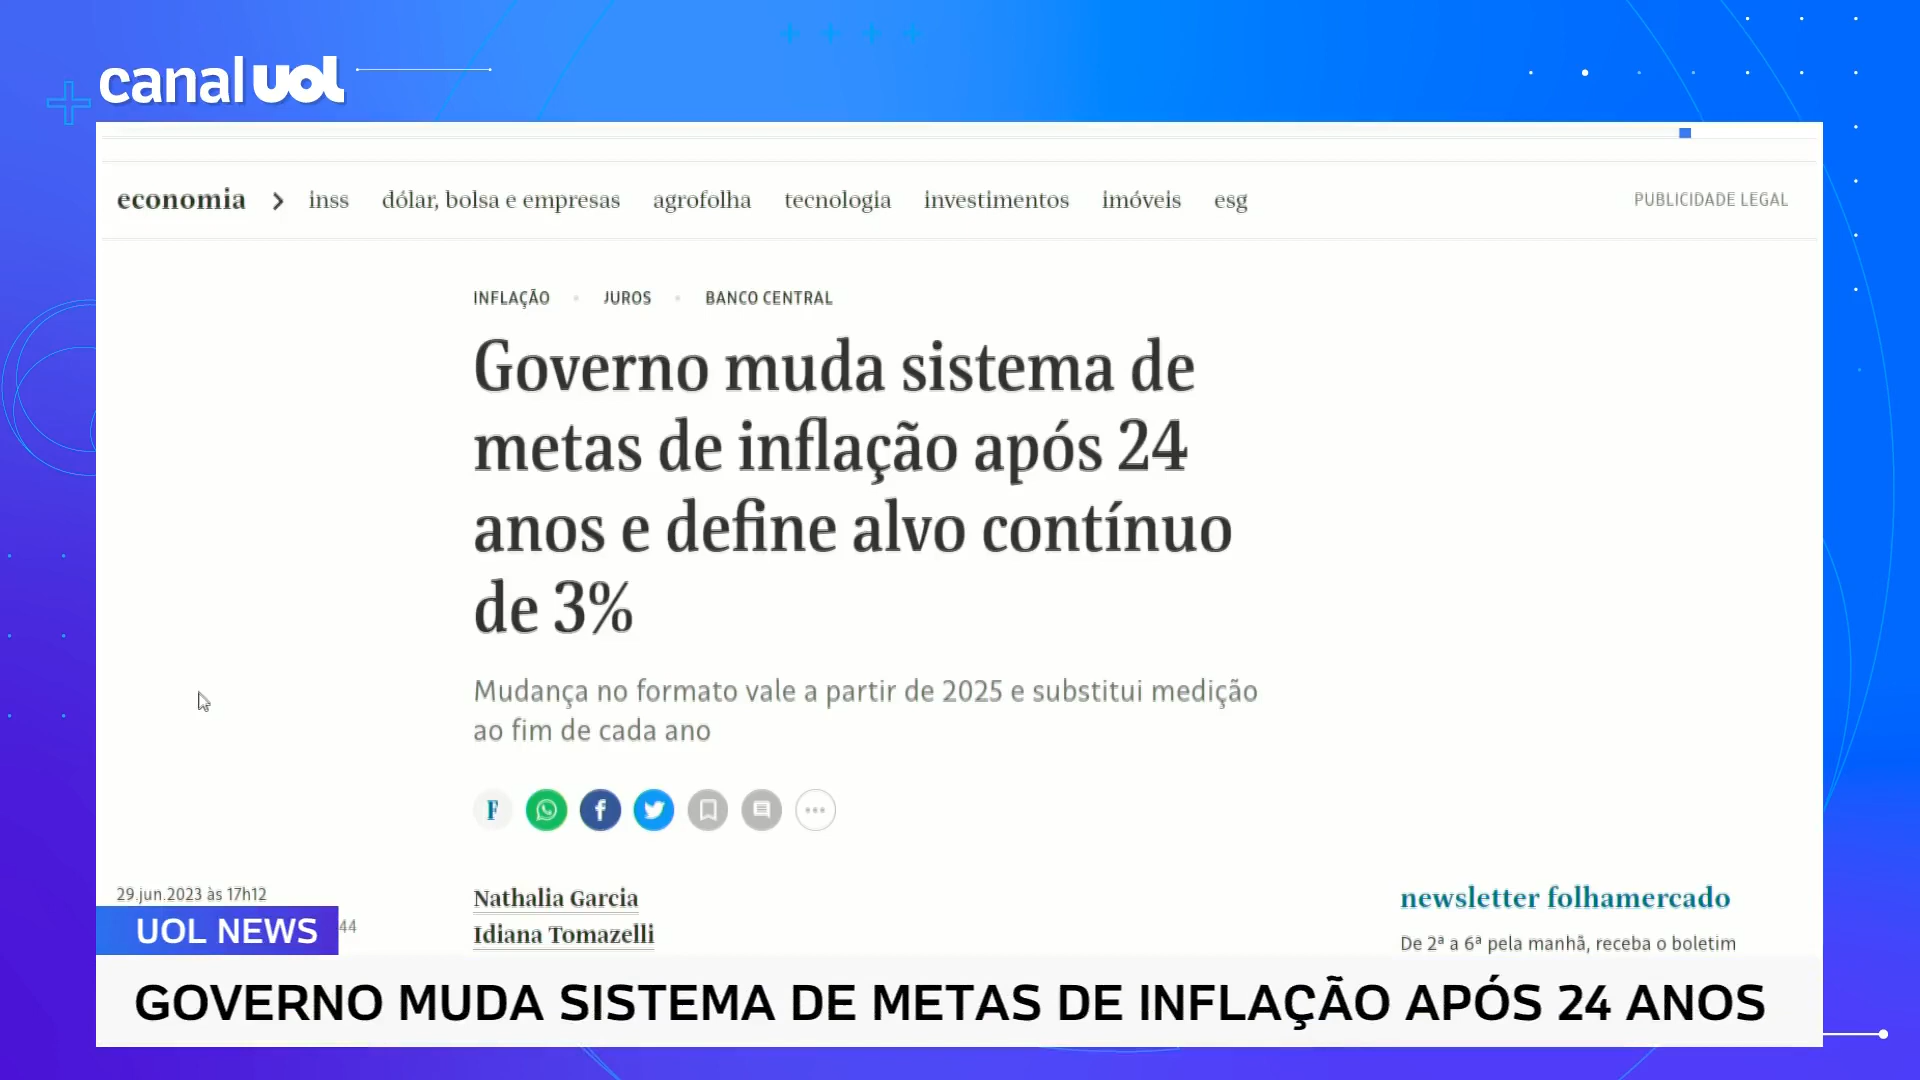 canal uol
economia inss dólar, bolsa e empresas agrofolha tecnologia investimentos imóveis esg PUBLICIDADE LEGAL
INFLAÇÃO JUROS BANCO CENTRAL
Governo muda sistema de
metas de inflação após 24
anos e define alvo contínuo
de 3%
Mudança no formato vale a partir de 2025 e substitui medição
ao fim de cada ano
F
29.jun.2023 às 17h12
44
Nathalia Garcia
Idiana Tomazelli
newsletter folhamercado
De 2ª a 6ª pela manhã, receba o boletim
UOL NEWS
GOVERNO MUDA SISTEMA DE METAS DE INFLAÇÃO APÓS 24 ANOS